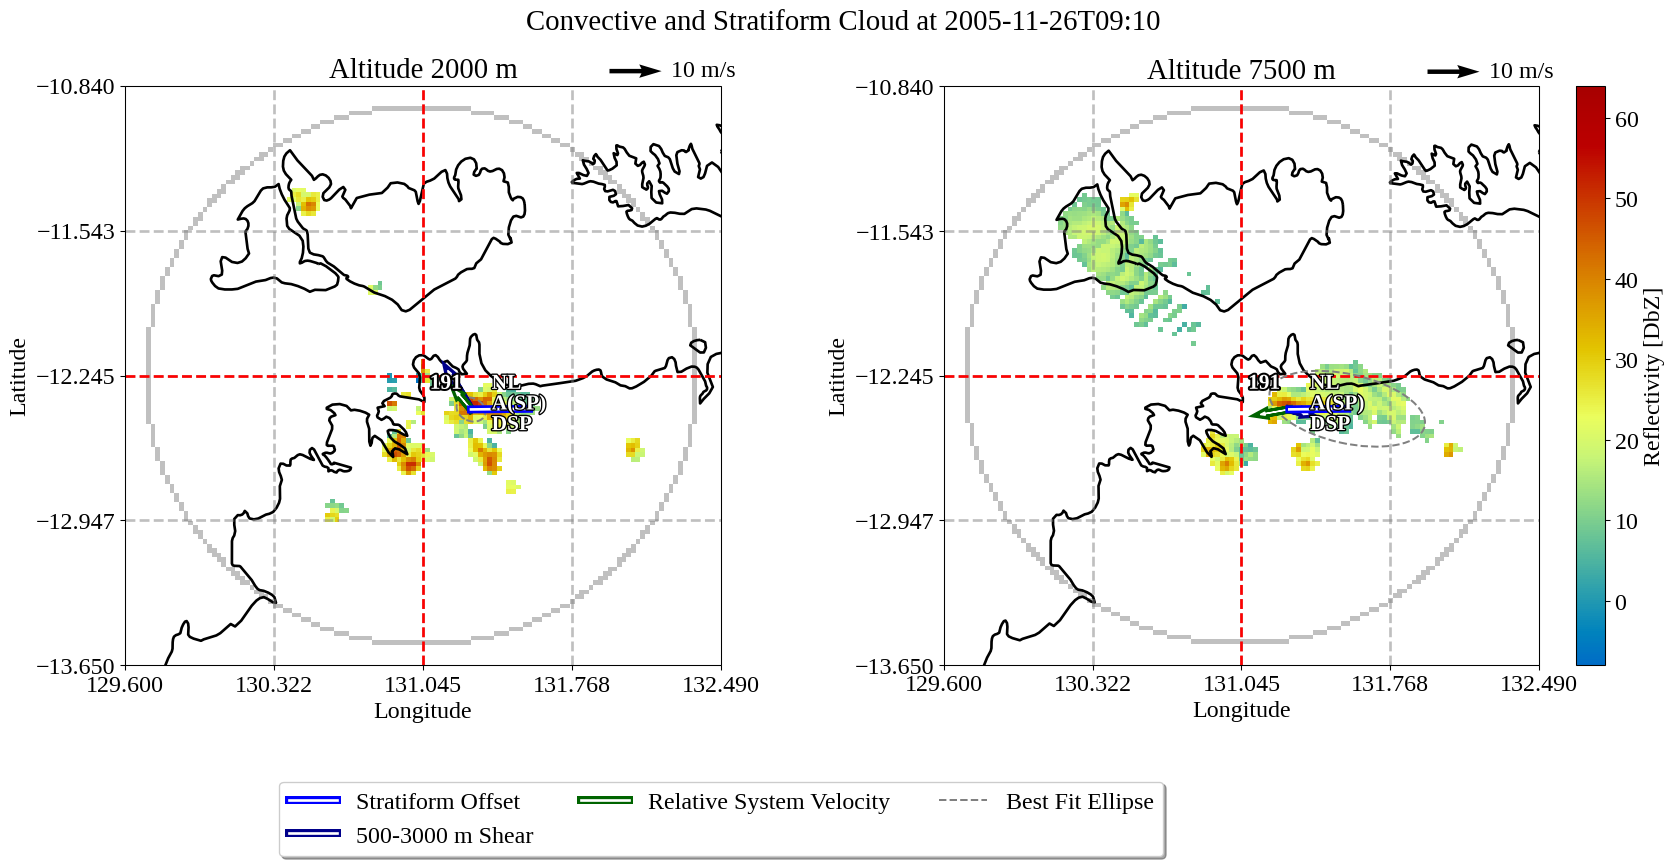 Convective and Stratiform Cloud at 2005-11-26T09:10
Altitude 2000 m
10 m/s
−10.840
−11.543
−12.245
−12.947
−13.650
129.600
130.322
131.045
131.768
132.490
Latitude
Longitude
191
NL
A(SP)
DSP
Altitude 7500 m
10 m/s
−10.840
−11.543
−12.245
−12.947
−13.650
129.600
130.322
131.045
131.768
132.490
Latitude
Longitude
191
NL
A(SP)
DSP
60
50
40
30
20
10
0
Reflectivity [DbZ]
Stratiform Offset
500-3000 m Shear
Relative System Velocity
Best Fit Ellipse